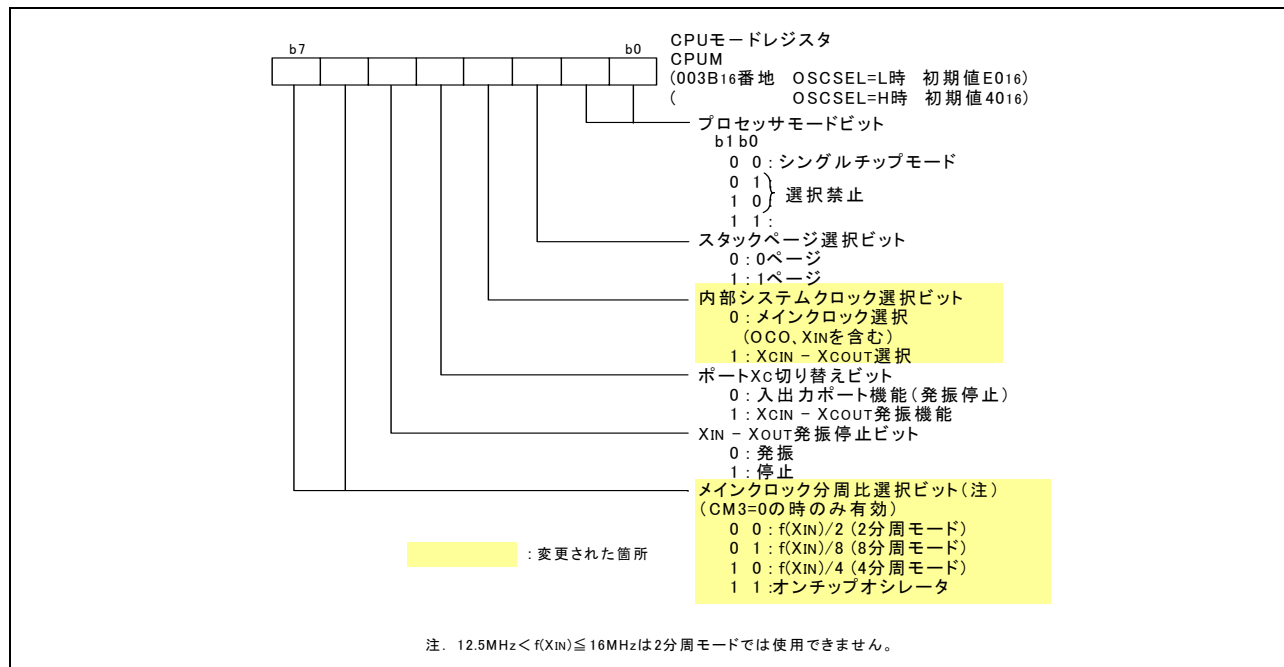 b7 b0
CPUモードレジスタ
CPUM
(003B16番地 OSCSEL=L時 初期値E016)
( OSCSEL=H時 初期値4016)
プロセッサモードビット
b1 b0
0 0 : シングルチップモード
0 1
1 0 } 選択禁止
1 1 :
スタックページ選択ビット
0 : 0ページ
1 : 1ページ
内部システムクロック選択ビット
0 : メインクロック選択
(OCO、XINを含む)
1 : XCIN − XCOUT選択
ポートXC切り替えビット
0 : 入出力ポート機能(発振停止)
1 : XCIN − XCOUT発振機能
XIN − XOUT発振停止ビット
0 : 発振
1 : 停止
メインクロック分周比選択ビット(注)
(CM3=0の時のみ有効)
0 0 : f(XIN)/2 (2分周モード)
0 1 : f(XIN)/8 (8分周モード)
1 0 : f(XIN)/4 (4分周モード)
1 1 :オンチップオシレータ
: 変更された箇所
注. 12.5MHz<f(XIN)≦16MHzは2分周モードでは使用できません。